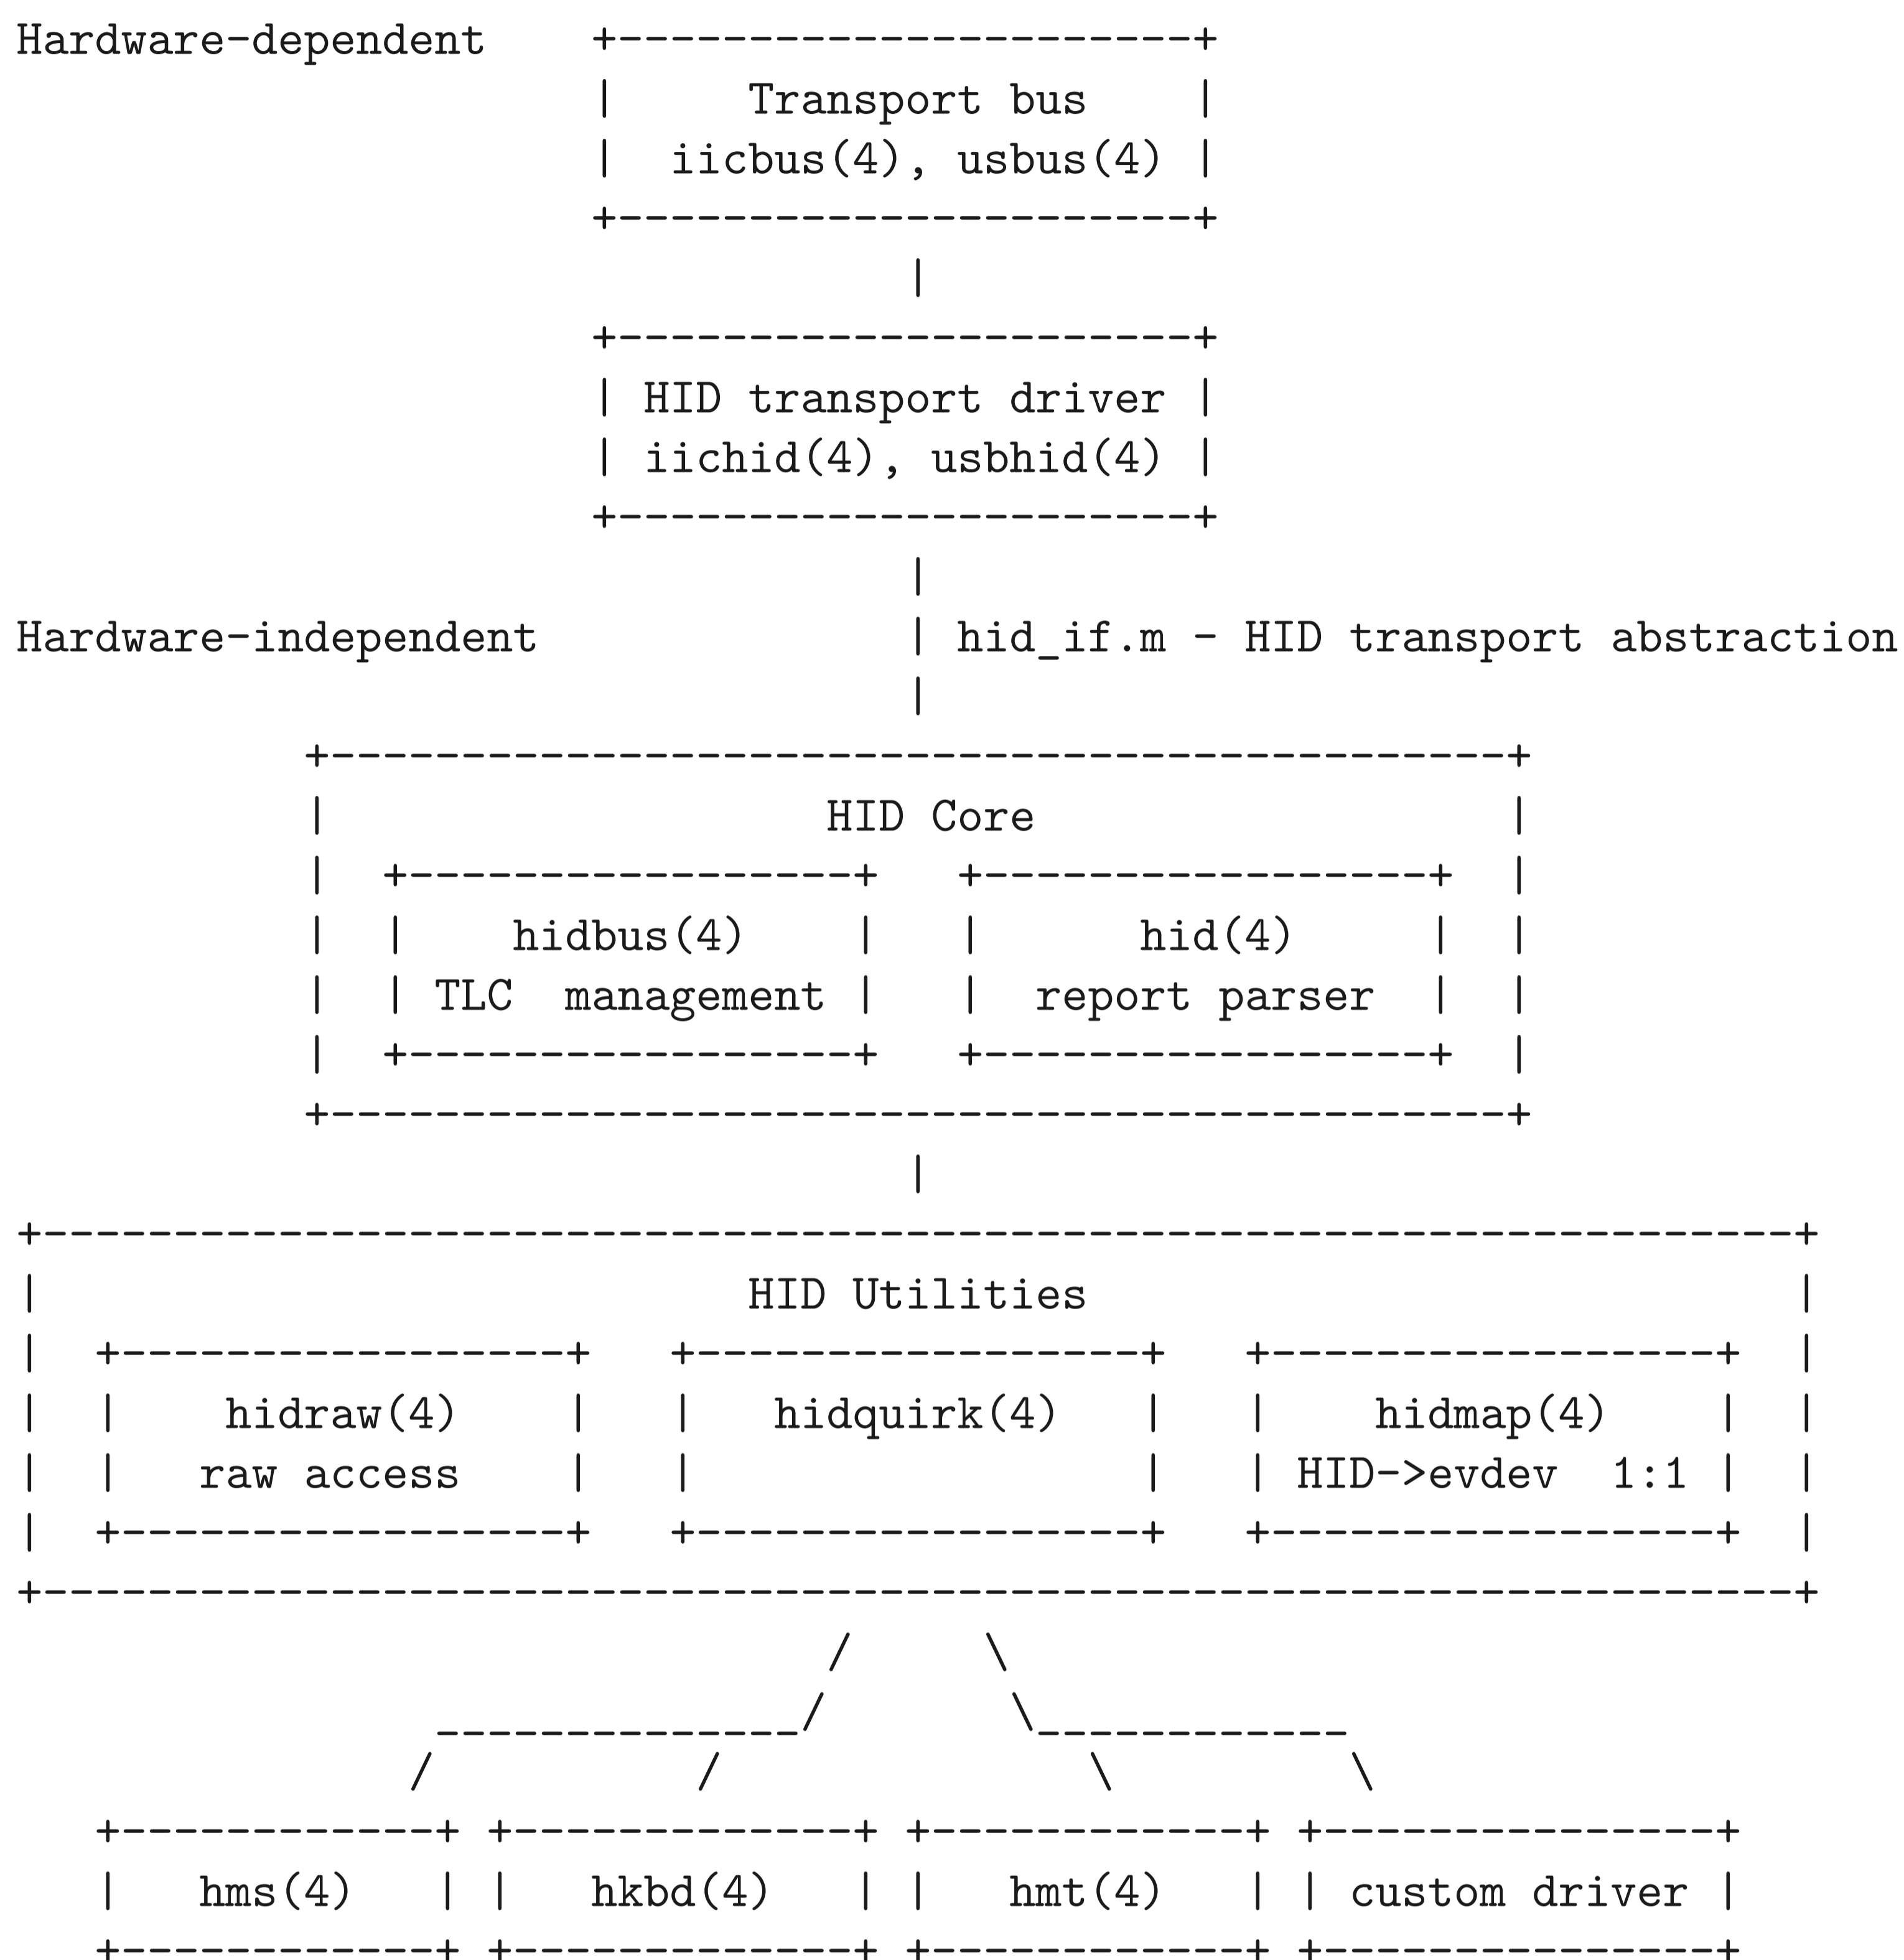 Hardware-dependent +-----------------------+
| Transport bus |
| iicbus(4), usbus(4) |
+-----------------------+
|
+-----------------------+
| HID transport driver |
| iichid(4), usbhid(4) |
+-----------------------+
|
Hardware-independent | hid_if.m - HID transport abstraction
|
+----------------------------------------------+
| HID Core |
| +------------------+ +------------------+ |
| | hidbus(4) | | hid(4) | |
| | TLC management | | report parser | |
| +------------------+ +------------------+ |
+----------------------------------------------+
|
+--------------------------------------------------------------------+
| HID Utilities |
| +------------------+ +------------------+ +------------------+ |
| | hidraw(4) | | hidquirk(4) | | hidmap(4) | |
| | raw access | | | | HID->evdev 1:1 | |
| +------------------+ +------------------+ +------------------+ |
+--------------------------------------------------------------------+
/ \
______________/ \____________
/ / \ \
+-------------+ +--------------+ +-------------+ +----------------+
| hms(4) | | hkbd(4) | | hmt(4) | | custom driver |
+-------------+ +--------------+ +-------------+ +----------------+